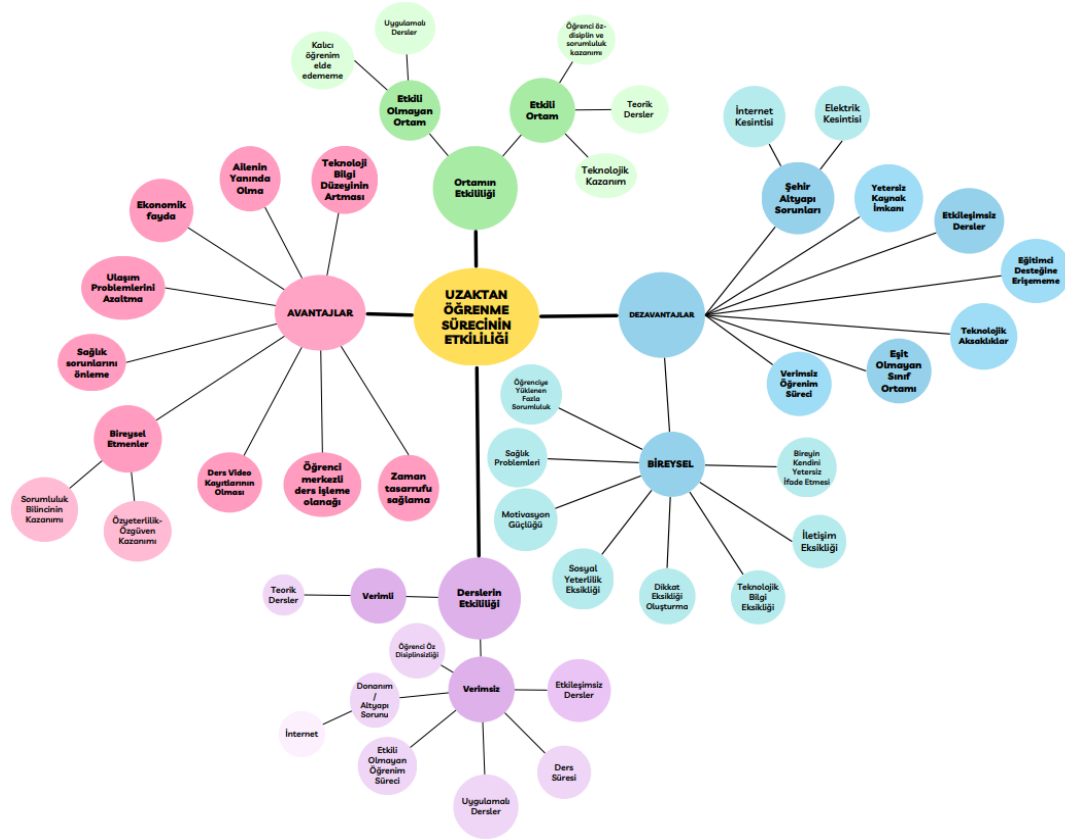 UZAKTAN
ÖĞRENME
SÜRECİNİN
ETKİLİLİĞİ
Ortamın
Etkililiği
Etkili
Olmayan
Ortam
Kalıcı
öğrenim
elde
edememe
Uygulamalı
Dersler
Etkili
Ortam
Öğrenci öz-
disiplin ve
sorumluluk
kazanımı
Teorik
Dersler
Teknolojik
Kazanım
AVANTAJLAR
Teknoloji
Bilgi
Düzeyinin
Artması
Ailenin
Yanında
Olma
Ekonomik
fayda
Ulaşım
Problemlerini
Azaltma
Sağlık
sorunlarını
önleme
Bireysel
Etmenler
Sorumluluk
Bilincinin
Kazanımı
Özyeterlilik-
Özgüven
Kazanımı
Ders Video
Kayıtlarının
Olması
Öğrenci
merkezli
ders işleme
olanağı
Zaman
tasarrufu
sağlama
DEZAVANTAJLAR
Şehir
Altyapı
Sorunları
İnternet
Kesintisi
Elektrik
Kesintisi
Yetersiz
Kaynak
İmkanı
Etkileşimsiz
Dersler
Eğitimci
Desteğine
Erişememe
Teknolojik
Aksaklıklar
Eşit
Olmayan
Sınıf
Ortamı
Verimsiz
Öğrenim
Süreci
BİREYSEL
Öğrenciye
Yüklenen
Fazla
Sorumluluk
Sağlık
Problemleri
Motivasyon
Güçlüğü
Sosyal
Yeterlilik
Eksikliği
Dikkat
Eksikliği
Oluşturma
Teknolojik
Bilgi
Eksikliği
İletişim
Eksikliği
Bireyin
Kendini
Yetersiz
İfade Etmesi
Derslerin
Etkililiği
Verimli
Teorik
Dersler
Verimsiz
Öğrenci Öz
Disiplinsizliği
Donanım
/
Altyapı
Sorunu
İnternet
Etkili
Olmayan
Öğrenim
Süreci
Uygulamalı
Dersler
Ders
Süresi
Etkileşimsiz
Dersler